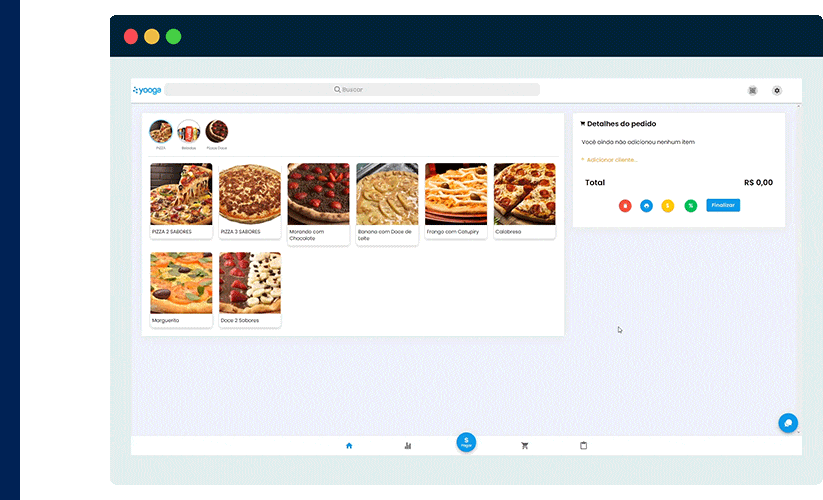 yooga
Buscar
PIZZA
Bebidas
Pizzas Doce
PIZZA 2 SABORES
PIZZA 3 SABORES
Morando com
Chocolate
Banana com Doce de
Leite
Frango com Catupiry
Calabresa
Marguerita
Doce 2 Sabores
Detalhes do pedido
Você ainda não adicionou nenhum item
+ Adicionar cliente...
Total
R$ 0,00
$
%
Finalizar
$
Pagar